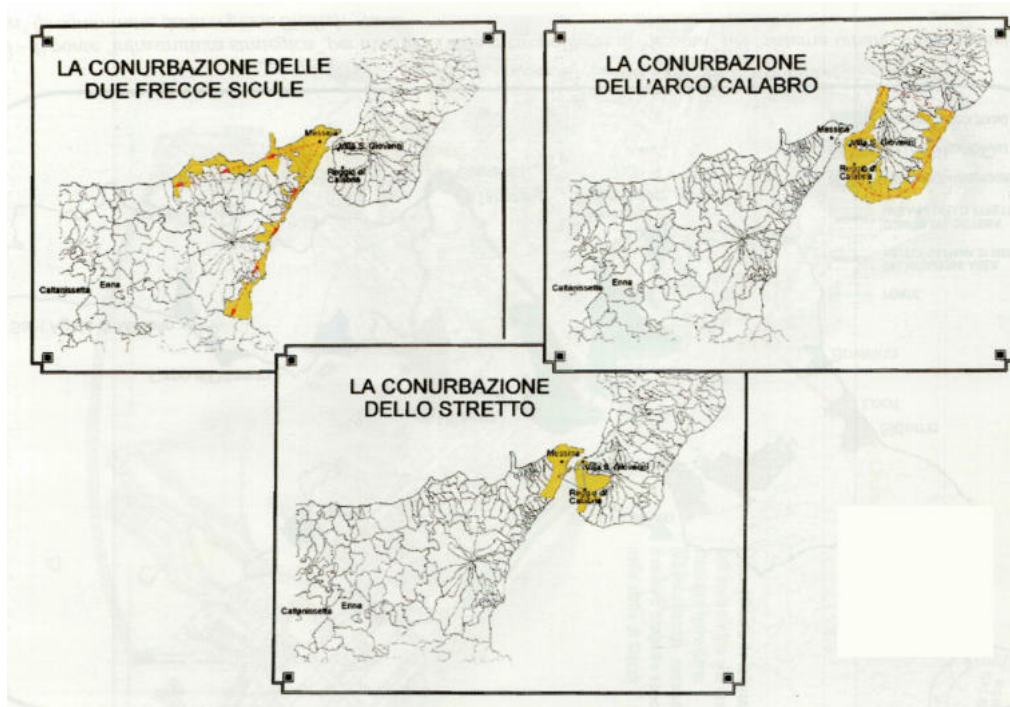 LA CONURBAZIONE DELLE
DUE FRECCE SICULE
Messina
Villa S. Giovanni
Reggio di
Calabria
Caltanissetta
Enna
LA CONURBAZIONE
DELL'ARCO CALABRO
Messina
Villa S. Giovanni
Reggio di
Calabria
Caltanissetta
Enna
LA CONURBAZIONE
DELLO STRETTO
Messina
Villa S. Giovanni
Reggio di
Calabria
Caltanissetta
Enna